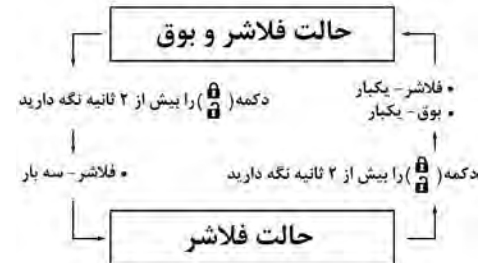 حالت فلاشر و بوق
• فلاشر - یکبار
• بوق - یکبار
دکمه ( ) را بیش از ۲ ثانیه نگه دارید
دکمه ( ) را بیش از ۲ ثانیه نگه دارید
• فلاشر - سه بار
حالت فلاشر